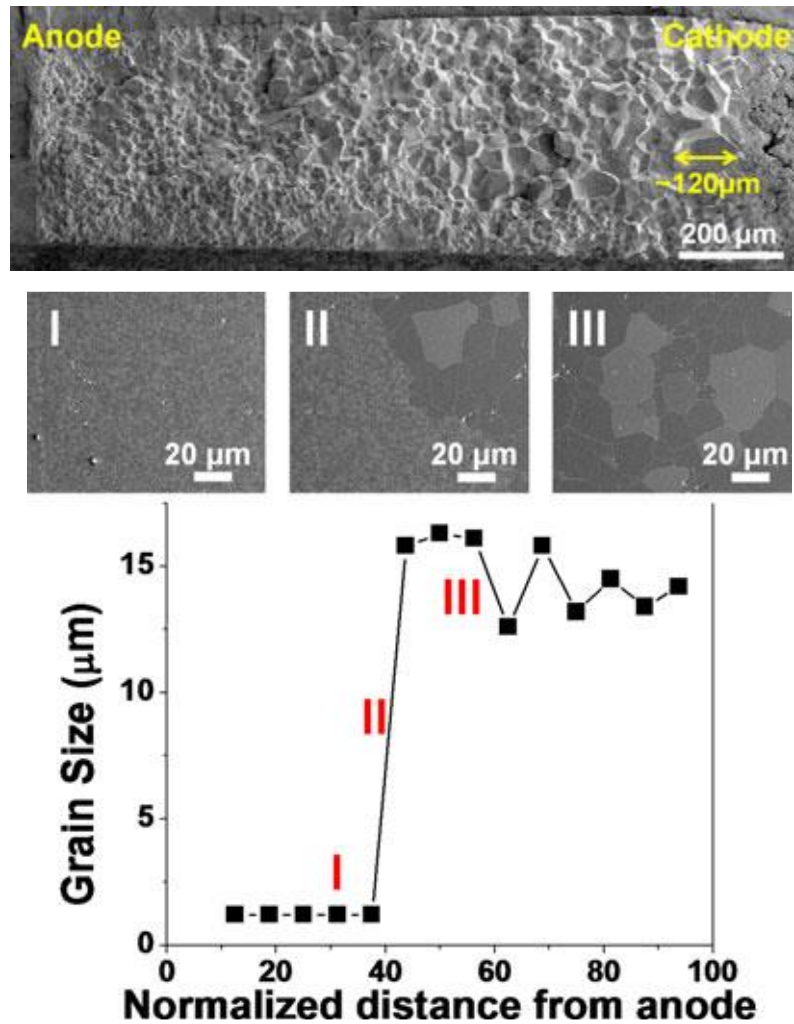 Anode Cathode
~120μm
200 μm
I II III
20 μm 20 μm 20 μm
15
10
5
0
Grain Size (μm)
I
II
III
0 20 40 60 80 100
Normalized distance from anode